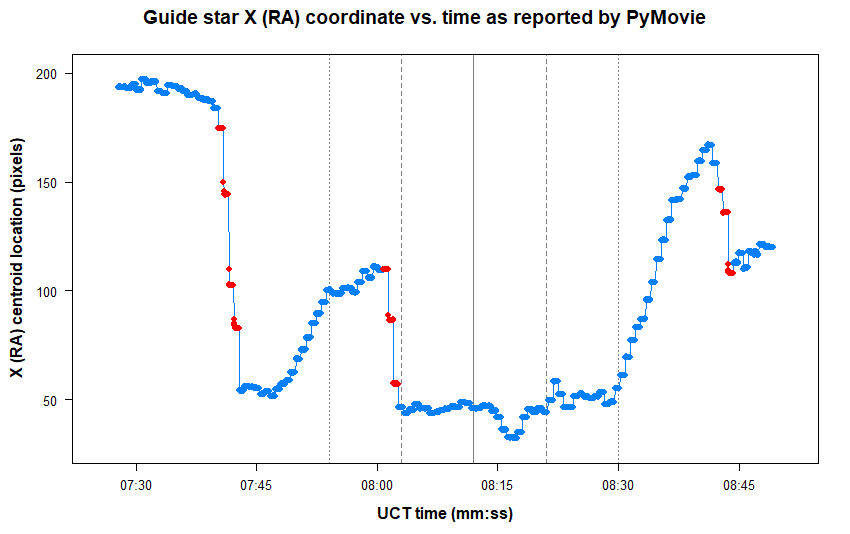 Guide star X (RA) coordinate vs. time as reported by PyMovie
X (RA) centroid location (pixels)
200
150
100
50
07:30 07:45 08:00 08:15 08:30 08:45
UCT time (mm:ss)